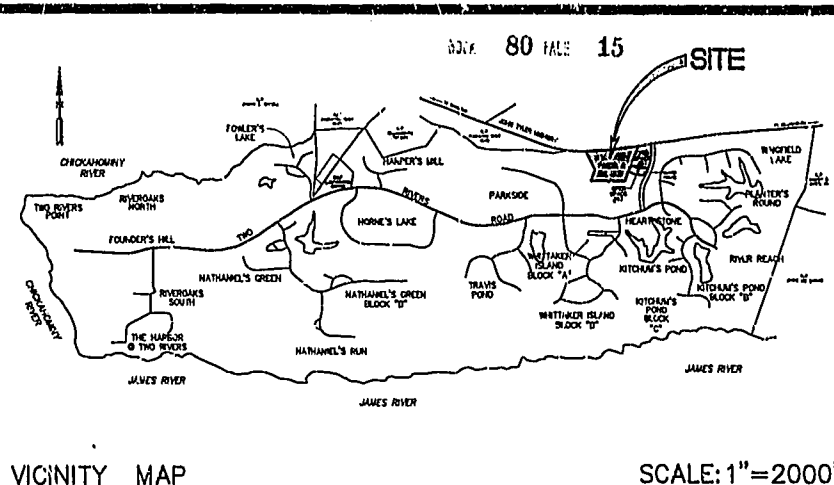 80 15
SITE
JOHN TYLER HIGHWAY
FOWLER'S
LAKE
HARPER'S MILL
CHICKAHOMINY
RIVER
WINGFIELD
LAKE
TWO RIVERS
POINT
RIVEROAKS
NORTH
PARKSIDE
PLANTER'S
ROUND
TWO RIVERS ROAD
HORNE'S LAKE
HEARTHSTONE
FOUNDER'S HILL
WHITTAKER
ISLAND
BLOCK "A"
RIVER REACH
NATHANIEL'S GREEN
KITCHUM'S POND
CHICKAHOMINY
RIVER
RIVEROAKS
SOUTH
NATHANIEL'S GREEN
BLOCK "B"
TRAVIS
POND
KITCHUM'S POND
BLOCK "B"
WHITTAKER ISLAND
BLOCK "B"
KITCHUM'S
POND
BLOCK
"C"
THE HARBOR
@ TWO RIVERS
NATHANIEL'S RUN
JAMES RIVER
JAMES RIVER
JAMES RIVER
VICINITY MAP
SCALE: 1"=2000'